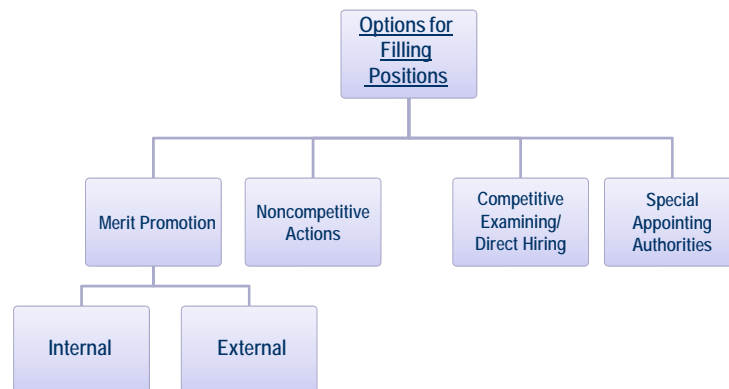 Options for
Filling
Positions
Merit Promotion
Noncompetitive
Actions
Competitive
Examining/
Direct Hiring
Special
Appointing
Authorities
Internal
External